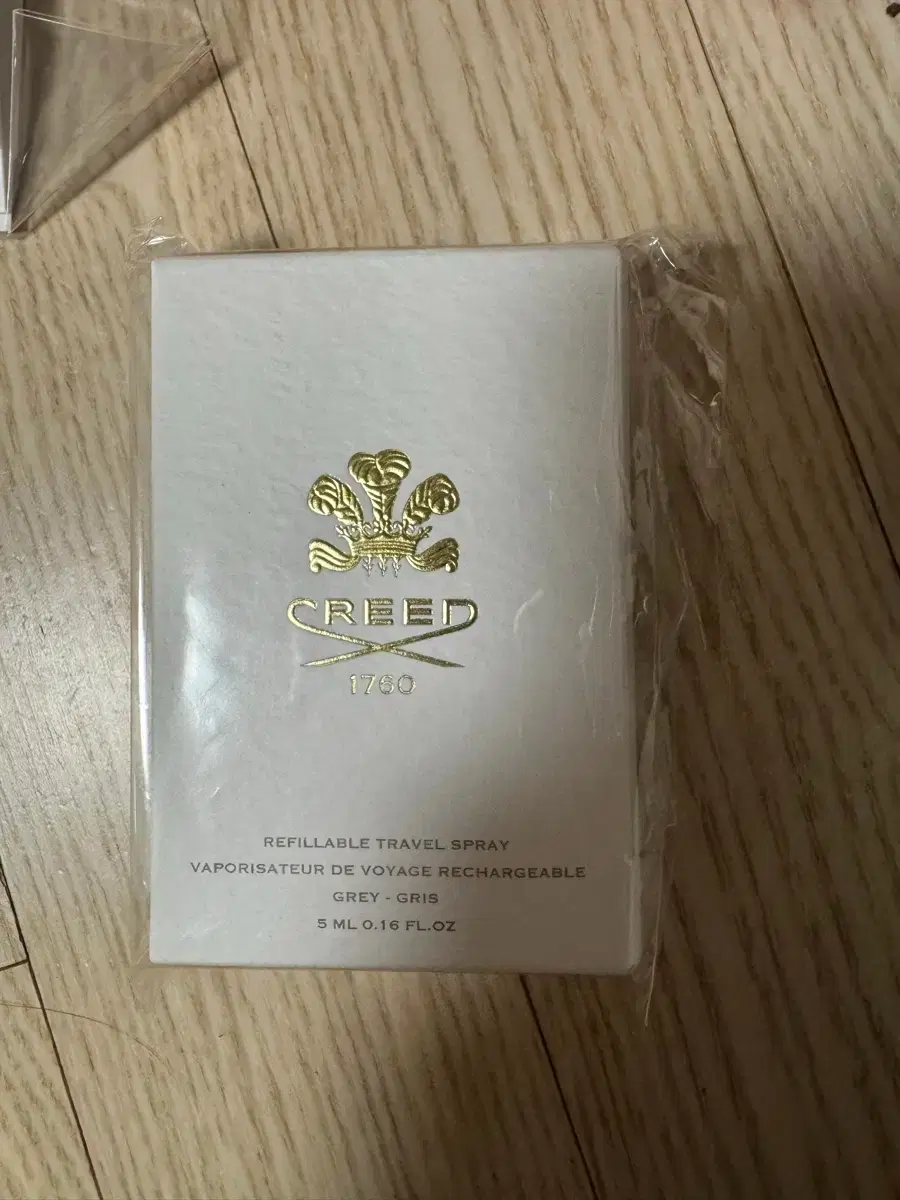 CREED
1760
REFILLABLE TRAVEL SPRAY
VAPORISATEUR DE VOYAGE RECHARGEABLE
GREY - GRIS
5 ML 0.16 FL.OZ